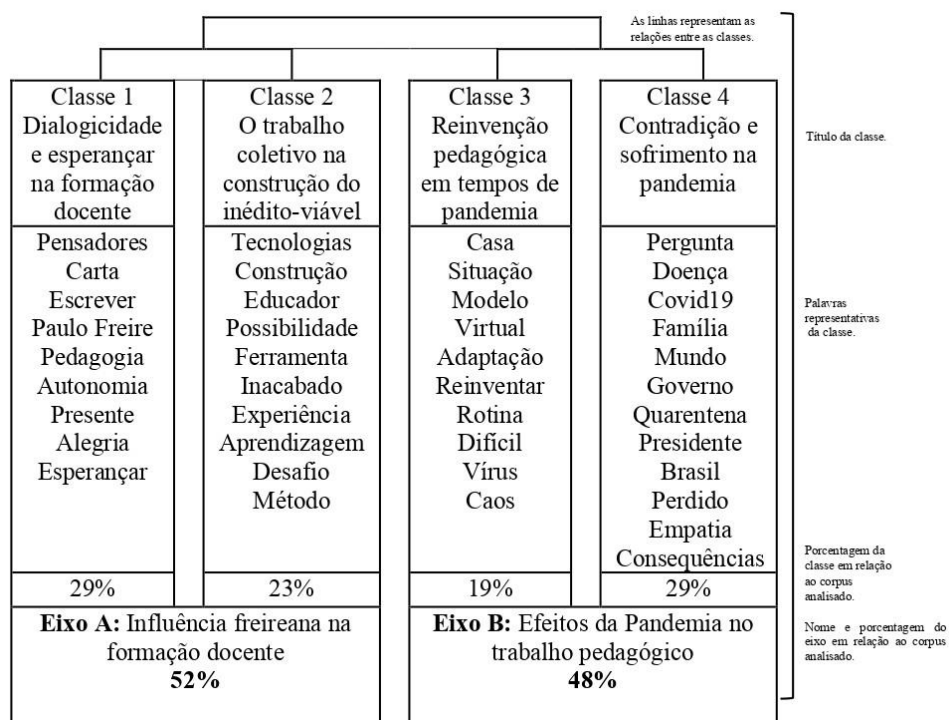 As linhas representam as
relações entre as classes.
Classe 1
Dialogicidade
e esperançar
na formação
docente
Classe 2
O trabalho
coletivo na
construção do
inédito-viável
Classe 3
Reinvenção
pedagógica
em tempos de
pandemia
Classe 4
Contradição e
sofrimento na
pandemia
Titulo da classe.
Pensadores
Carta
Escrever
Paulo Freire
Pedagogia
Autonomia
Presente
Alegria
Esperançar
Tecnologias
Construção
Educador
Possibilidade
Ferramenta
Inacabado
Experiência
Aprendizagem
Desafio
Método
Casa
Situação
Modelo
Virtual
Adaptação
Reinventar
Rotina
Difícil
Vírus
Caos
Pergunta
Doença
Covid19
Família
Mundo
Governo
Quarentena
Presidente
Brasil
Perdido
Empatia
Consequências
Palavras
representativas
da classe.
29%
23%
19%
29%
Porcentagem da
classe em relação
ao corpus
analisado.
Eixo A: Influência freireana na
formação docente
52%
Eixo B: Efeitos da Pandemia no
trabalho pedagógico
48%
Nome e porcentagem do
eixo em relação ao corpus
analisado.